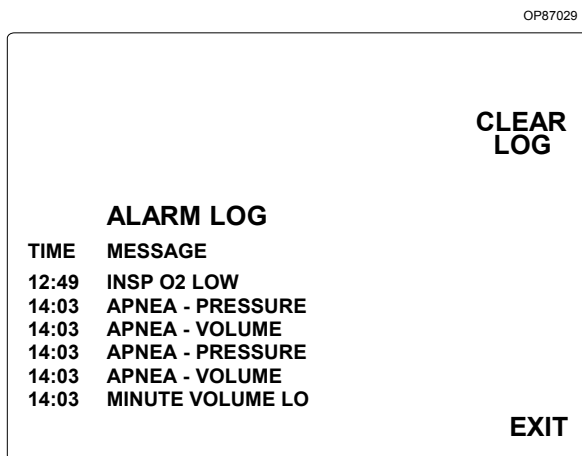 OP87029
CLEAR
LOG
ALARM LOG
TIME MESSAGE
12:49 INSP O2 LOW
14:03 APNEA - PRESSURE
14:03 APNEA - VOLUME
14:03 APNEA - PRESSURE
14:03 APNEA - VOLUME
14:03 MINUTE VOLUME LO
EXIT